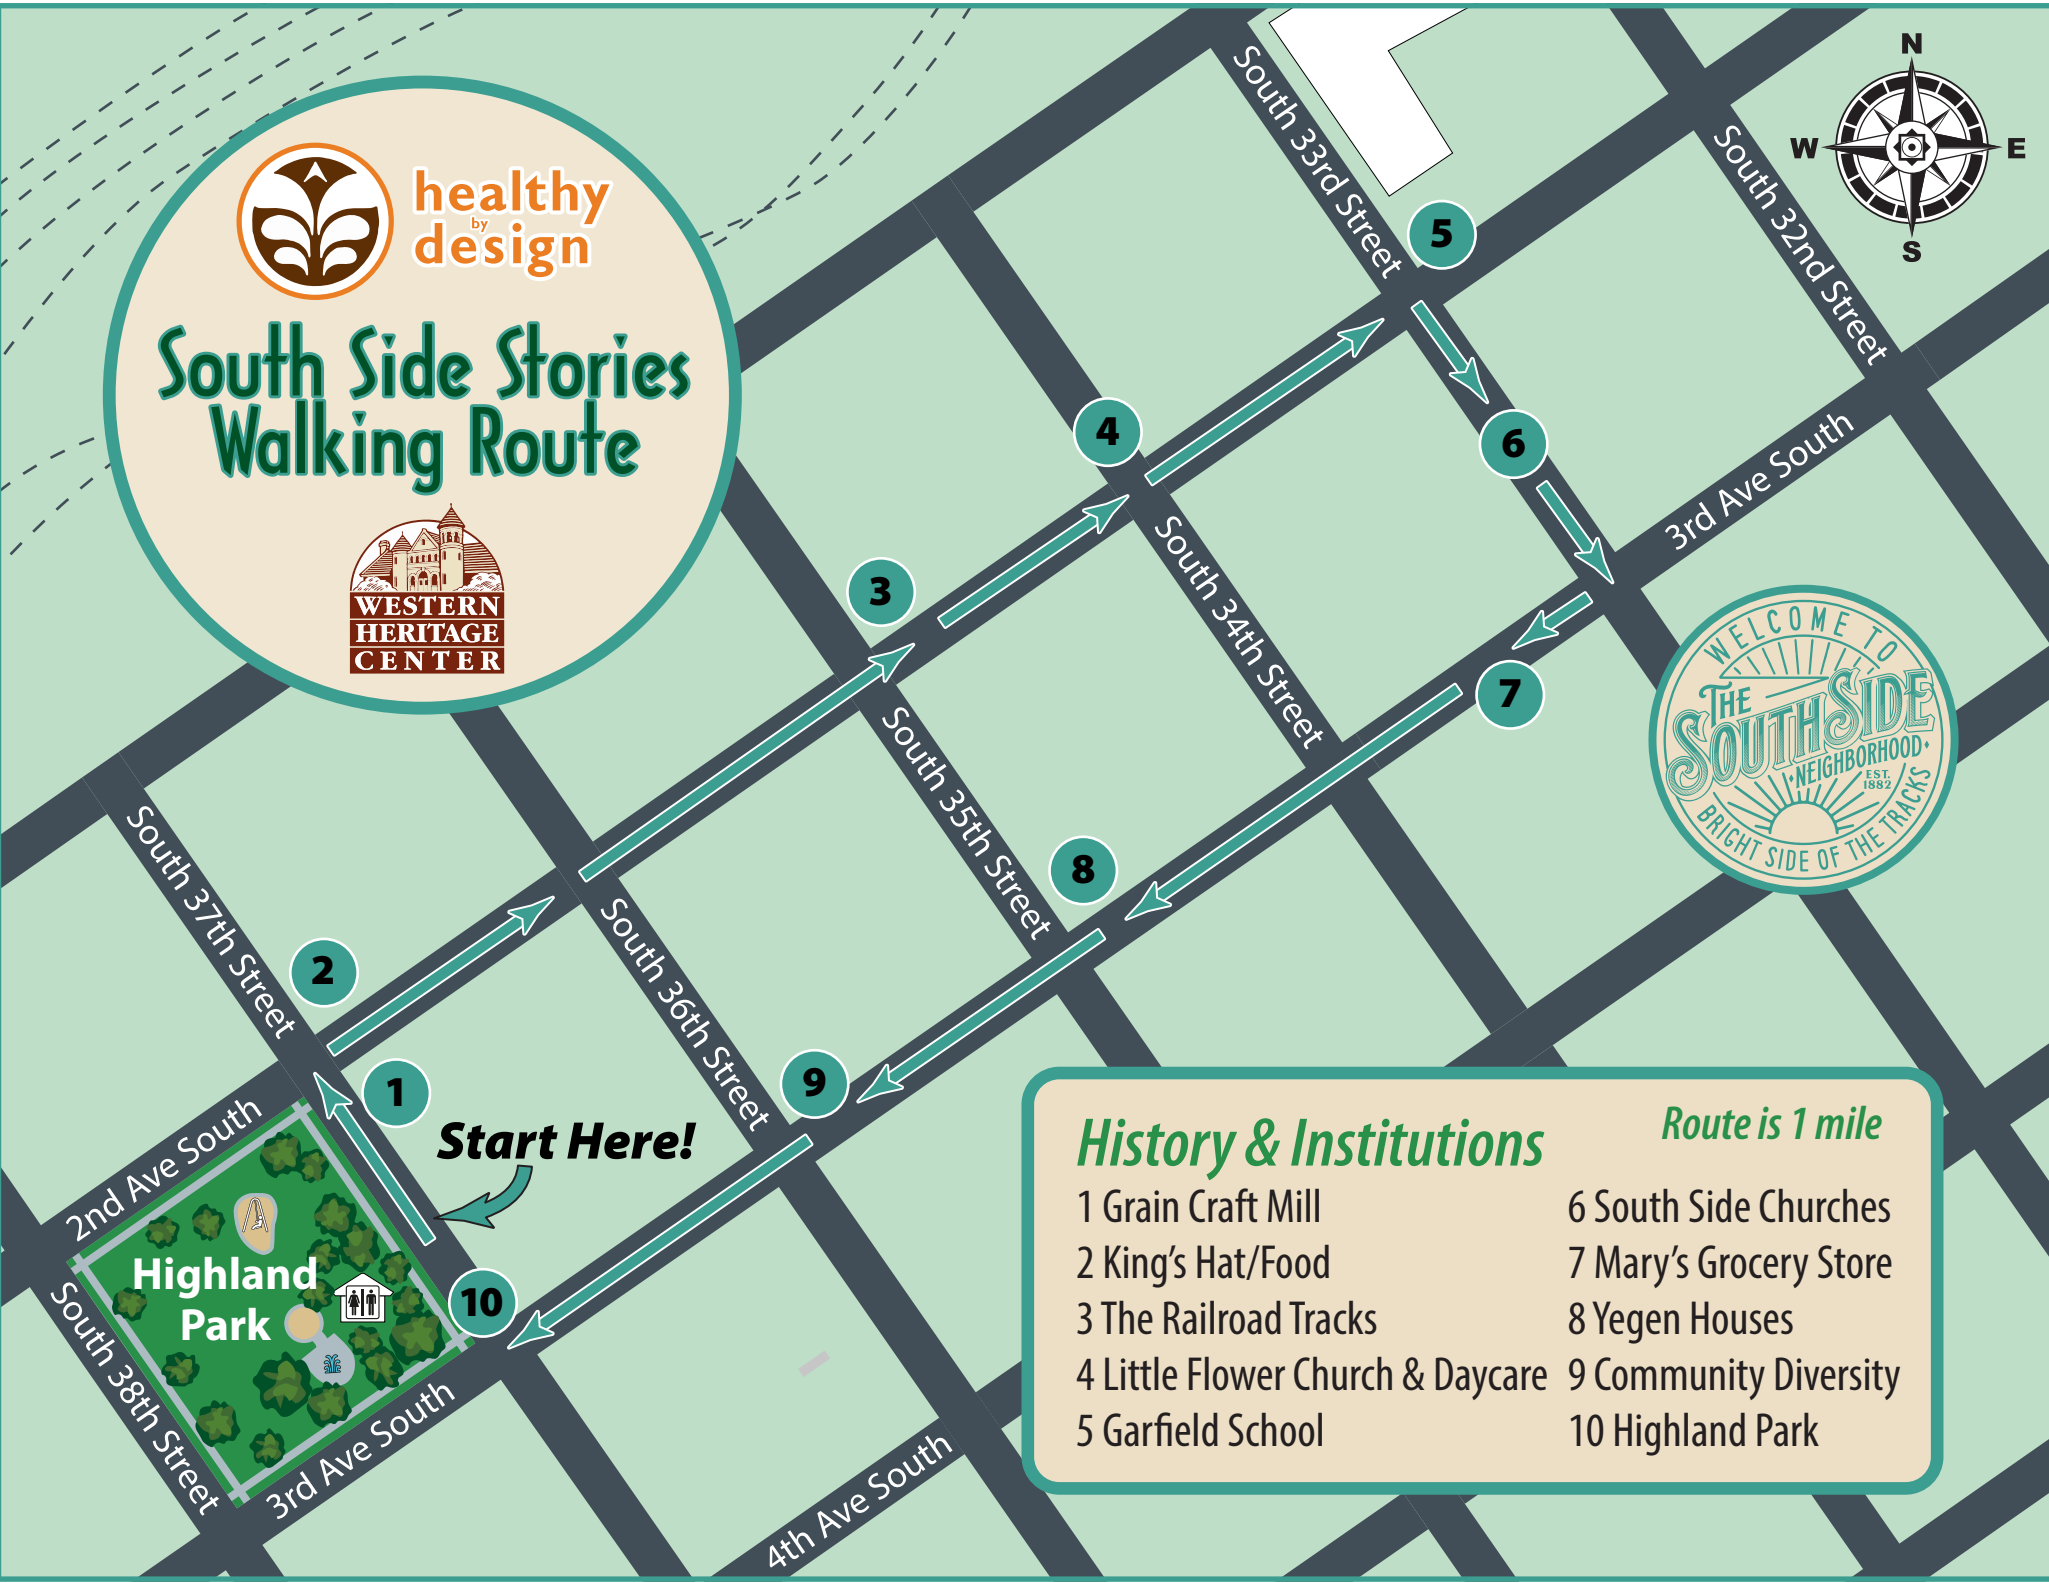 healthy
by
design
South Side Stories
Walking Route
WESTERN
HERITAGE
CENTER
N
W
E
S
South 33rd Street
South 32nd Street
5
4
6
3rd Ave South
3
South 34th Street
7
WELCOME TO
THE
SOUTH SIDE
NEIGHBORHOOD
EST.
1882
BRIGHT SIDE OF THE TRACKS
South 35th Street
8
South 37th Street
2
South 36th Street
9
1
Start Here!
2nd Ave South
Highland
Park
10
South 38th Street
3rd Ave South
4th Ave South
History & Institutions
Route is 1 mile
1 Grain Craft Mill
2 King's Hat/Food
3 The Railroad Tracks
4 Little Flower Church & Daycare
5 Garfield School
6 South Side Churches
7 Mary's Grocery Store
8 Yegen Houses
9 Community Diversity
10 Highland Park